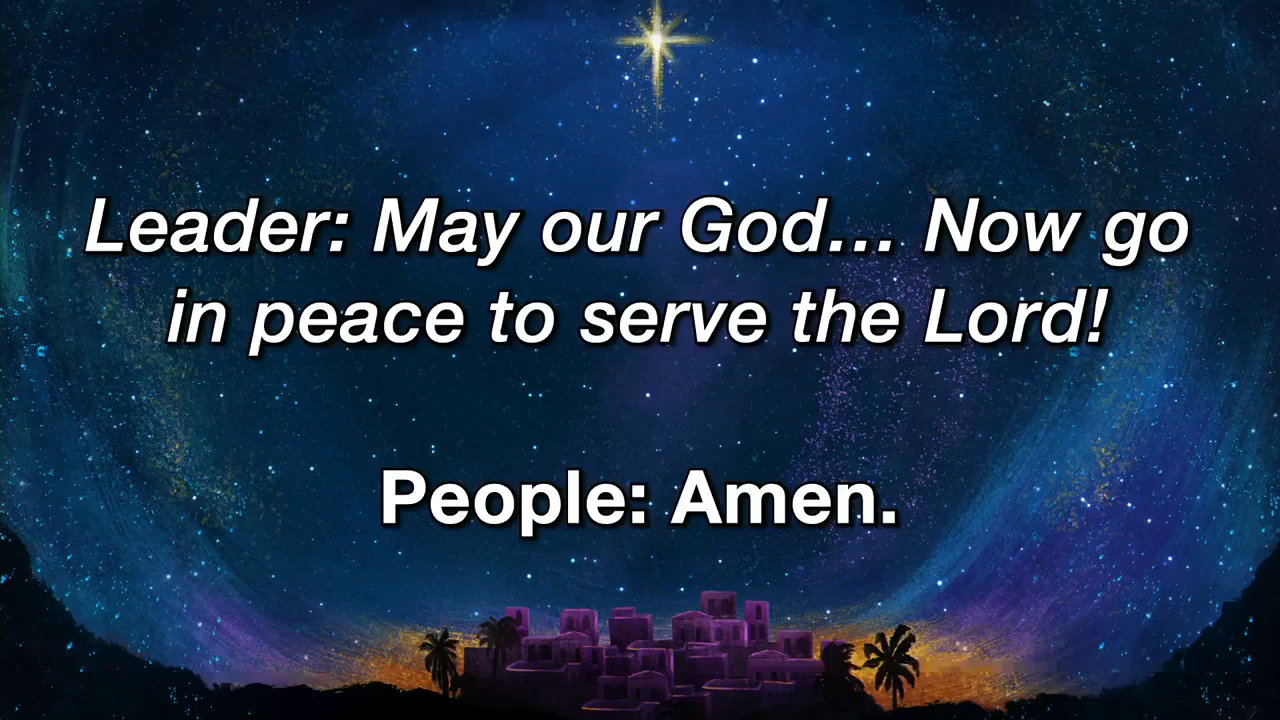 Leader: May our God... Now go
in peace to serve the Lord!
People: Amen.